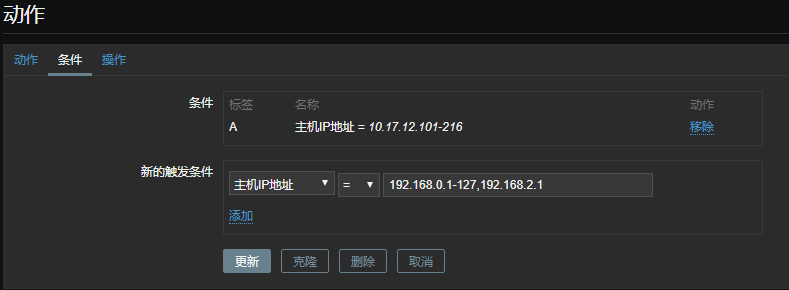 动作
动作 条件 操作
条件 标签 名称 动作
A 主机IP地址 = 10.17.12.101-216 移除
新的触发条件 主机IP地址 = 192.168.0.1-127,192.168.2.1
添加
更新 克隆 删除 取消